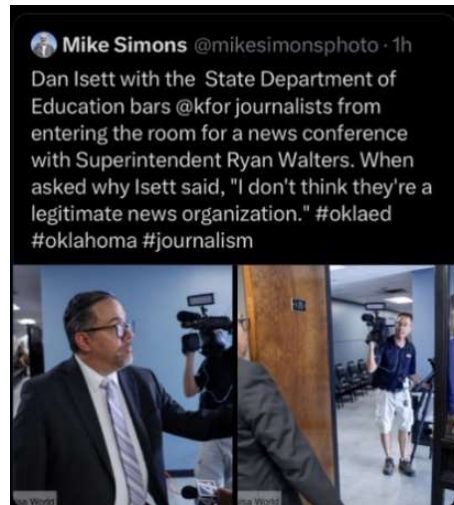 Mike Simons @mikesimonsphoto · 1h
Dan Isett with the State Department of
Education bars @kfor journalists from
entering the room for a news conference
with Superintendent Ryan Walters. When
asked why Isett said, "I don't think they're a
legitimate news organization." #oklaed
#oklahoma #journalism
World
World